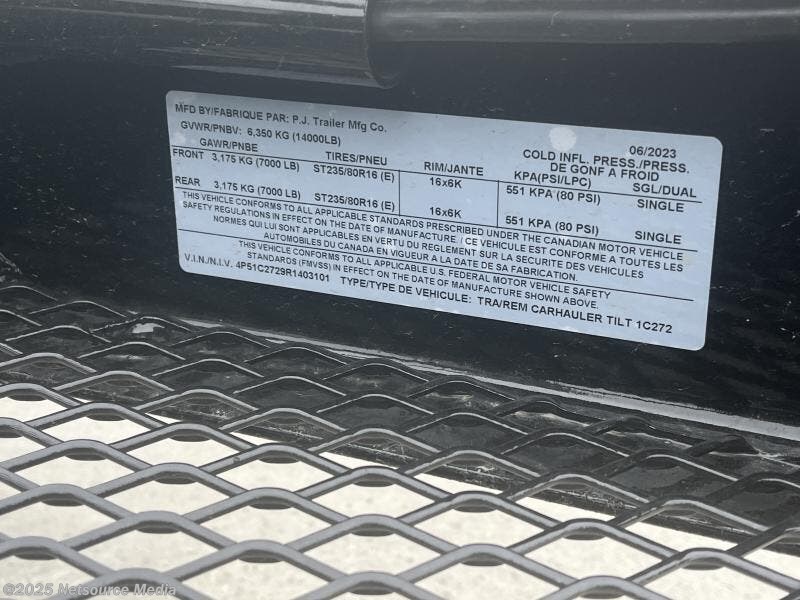 MFD BY/FABRIQUE PAR: P.J. Trailer Mfg Co.
06/2023
GVWR/PNBV: 6,350 KG (14000LB)
COLD INFL. PRESS./PRESS. DE GONF A FROID
GAWR/PNBE TIRES/PNEU RIM/JANTE KPA(PSI/LPC) SGL/DUAL
FRONT 3,175 KG (7000 LB) ST235/80R16 (E) 16x6K 551 KPA (80 PSI) SINGLE
REAR 3,175 KG (7000 LB) ST235/80R16 (E) 16x6K 551 KPA (80 PSI) SINGLE
THIS VEHICLE CONFORMS TO ALL APPLICABLE STANDARDS PRESCRIBED UNDER THE CANADIAN MOTOR VEHICLE
SAFETY REGULATIONS IN EFFECT ON THE DATE OF MANUFACTURE / CE VEHICULE EST CONFORME A TOUTES LES
NORMES QUI LUI SONT APPLICABLES EN VERTU DU REGLEMENT SUR LA SECURITE DES VEHICULES
AUTOMOBILES DU CANADA EN VIGUEUR A LA DATE DE SA FABRICATION.
THIS VEHICLE CONFORMS TO ALL APPLICABLE U.S. FEDERAL MOTOR VEHICLE SAFETY
STANDARDS (FMVSS) IN EFFECT ON THE DATE OF MANUFACTURE SHOWN ABOVE.
V.I.N./N.I.V. 4P51C2729R1403101 TYPE/TYPE DE VEHICULE: TRA/REM CARHAULER TILT 1C272
©2025 Netsource Media